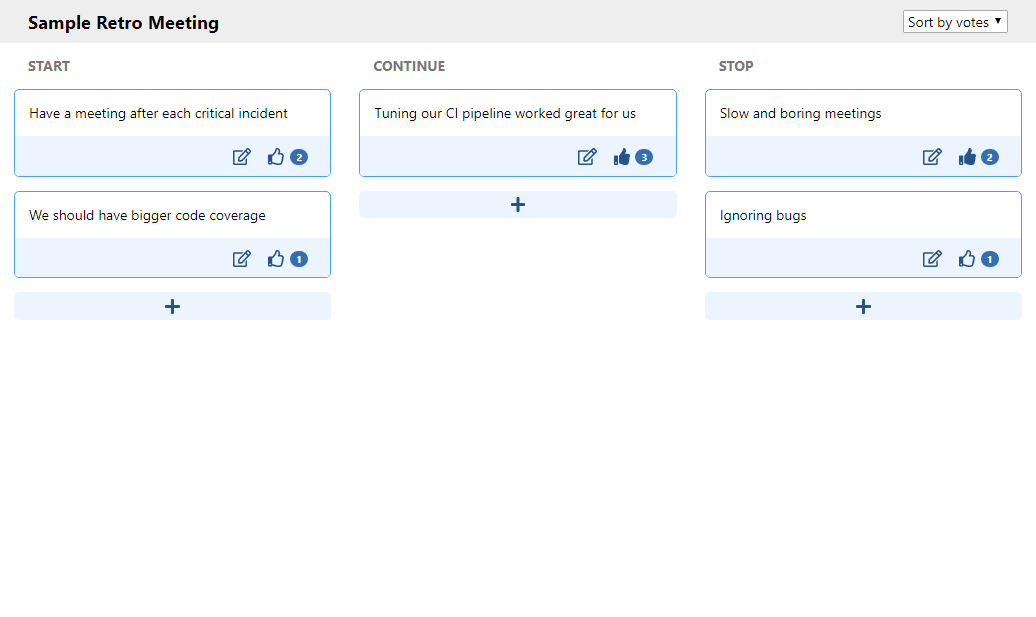 Sample Retro Meeting
Sort by votes
START
Have a meeting after each critical incident
2
We should have bigger code coverage
1
CONTINUE
Tuning our CI pipeline worked great for us
3
STOP
Slow and boring meetings
2
Ignoring bugs
1